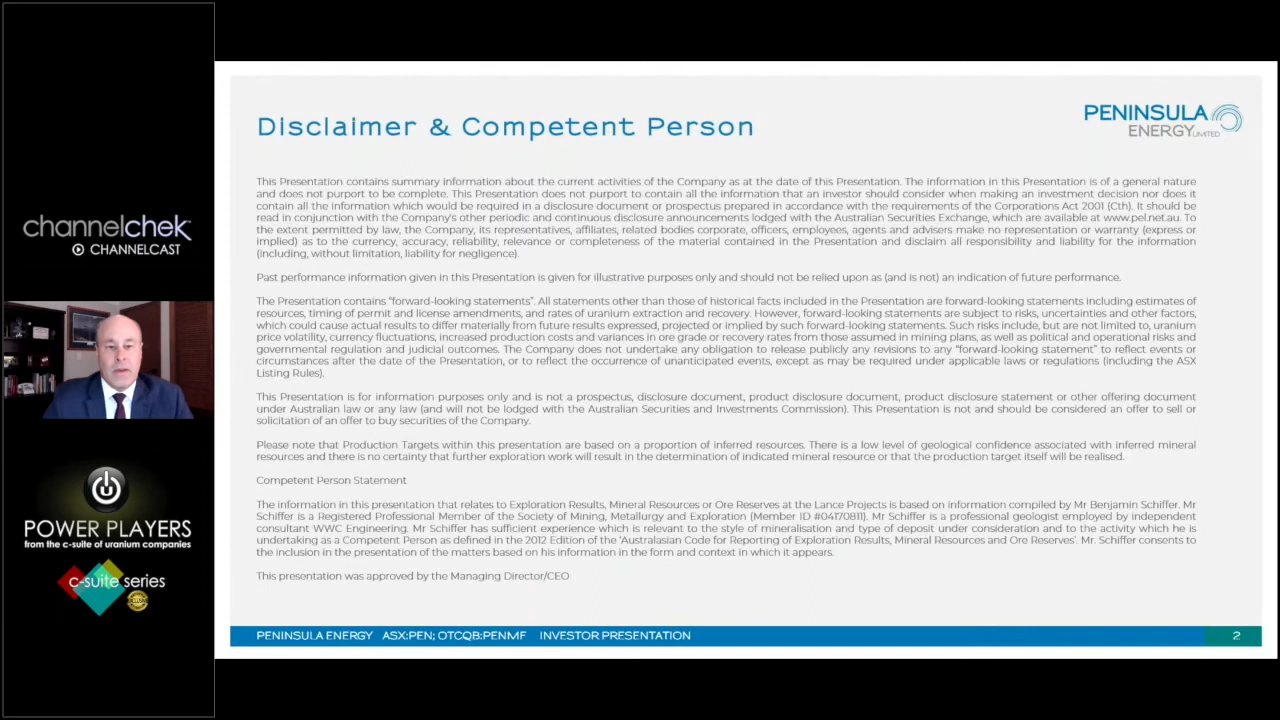 channelchek
CHANNELCAST
POWER PLAYERS
from the c-suite of uranium companies
c-suite series
Disclaimer & Competent Person
PENINSULA
ENERGY LIMITED
This Presentation contains summary information about the current activities of the Company as at the date of this Presentation. The information in this Presentation is of a general nature
and does not purport to be complete. This Presentation does not purport to contain all the information that an investor should consider when making an investment decision nor does it
contain all the information which would be required in a disclosure document or prospectus prepared in accordance with the requirements of the Corporations Act 2001 (Cth). It should be
read in conjunction with the Company's other periodic and continuous disclosure announcements lodged with the Australian Securities Exchange, which are available at www.pel.net.au. To
the extent permitted by law, the Company, its representatives, affiliates, related bodies corporate, officers, employees, agents and advisers make no representation or warranty (express or
implied) as to the currency, accuracy, reliability, relevance or completeness of the material contained in the Presentation and disclaim all responsibility and liability for the information
(including, without limitation, liability for negligence).
Past performance information given in this Presentation is given for illustrative purposes only and should not be relied upon as (and is not) an indication of future performance.
The Presentation contains "forward-looking statements". All statements other than those of historical facts included in the Presentation are forward-looking statements including estimates of
resources, timing of permit and license amendments, and rates of uranium extraction and recovery. However, forward-looking statements are subject to risks, uncertainties and other factors,
which could cause actual results to differ materially from future results expressed, projected or implied by such forward-looking statements. Such risks include, but are not limited to, uranium
price volatility, currency fluctuations, increased production costs and variances in ore grade or recovery rates from those assumed in mining plans, as well as political and operational risks and
governmental regulation and judicial outcomes. The Company does not undertake any obligation to release publicly any revisions to any "forward-looking statement" to reflect events or
circumstances after the date of the Presentation, or to reflect the occurrence of unanticipated events, except as may be required under applicable laws or regulations (including the ASX
Listing Rules).
This Presentation is for information purposes only and is not a prospectus, disclosure document, product disclosure document, product disclosure statement or other offering document
under Australian law or any law (and will not be lodged with the Australian Securities and Investments Commission). This Presentation is not and should be considered an offer to sell or
solicitation of an offer to buy securities of the Company.
Please note that Production Targets within this presentation are based on a proportion of inferred resources. There is a low level of geological confidence associated with inferred mineral
resources and there is no certainty that further exploration work will result in the determination of indicated mineral resource or that the production target itself will be realised.
Competent Person Statement
The information in this presentation that relates to Exploration Results, Mineral Resources or Ore Reserves at the Lance Projects is based on information compiled by Mr Benjamin Schiffer. Mr
Schiffer is a Registered Professional Member of the Society of Mining, Metallurgy and Exploration (Member ID #04170811). Mr Schiffer is a professional geologist employed by independent
consultant WWC Engineering. Mr Schiffer has sufficient experience which is relevant to the style of mineralisation and type of deposit under consideration and to the activity which he is
undertaking as a Competent Person as defined in the 2012 Edition of the 'Australasian Code for Reporting of Exploration Results, Mineral Resources and Ore Reserves'. Mr. Schiffer consents to
the inclusion in the presentation of the matters based on his information in the form and context in which it appears.
This presentation was approved by the Managing Director/CEO
PENINSULA ENERGY ASX:PEN; OTCQB:PENMF INVESTOR PRESENTATION
2